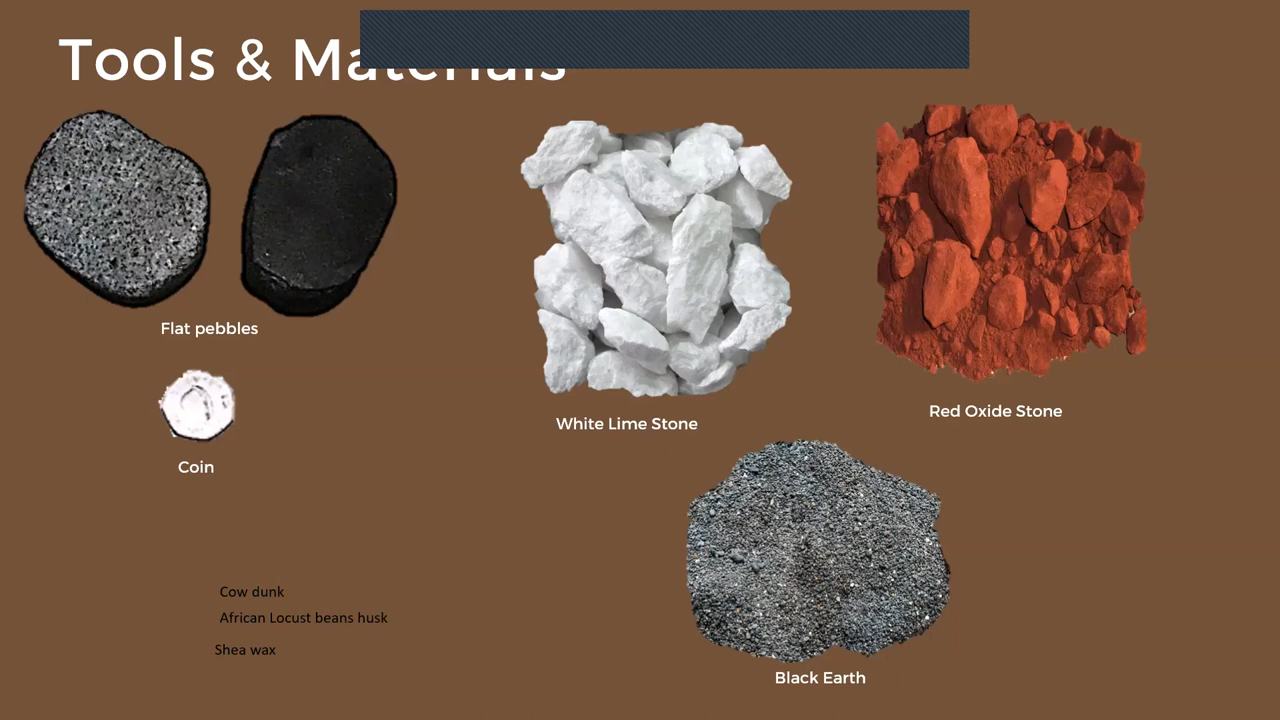 Tools & Materials
Flat pebbles
White Lime Stone
Red Oxide Stone
Coin
Cow dunk
African Locust beans husk
Shea wax
Black Earth